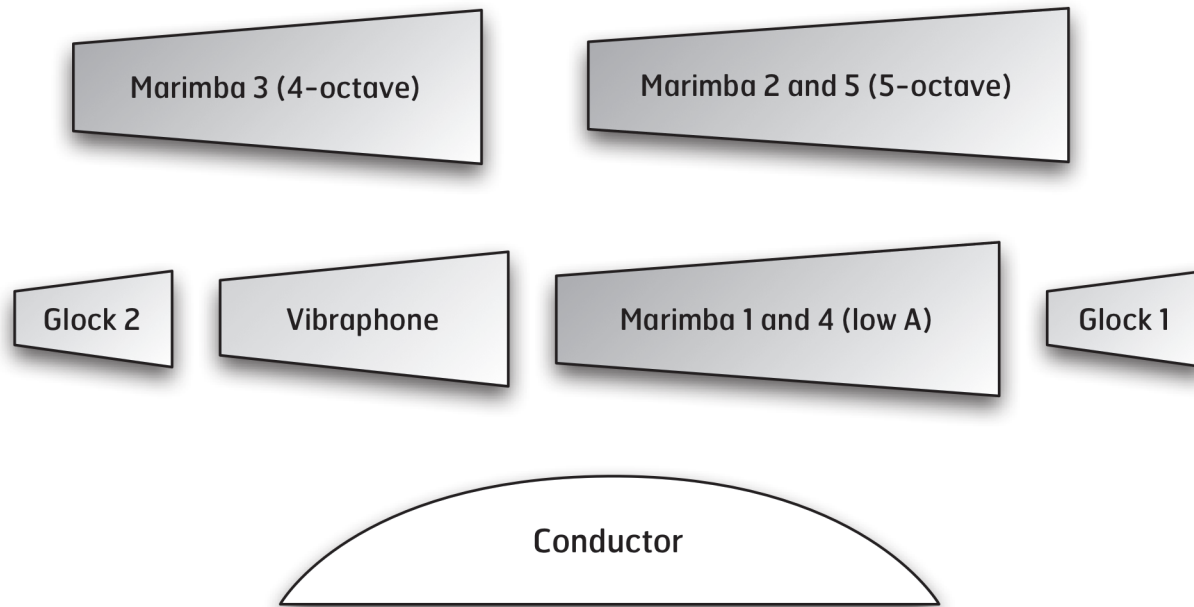 Marimba 3 (4-octave)
Marimba 2 and 5 (5-octave)
Glock 2
Vibraphone
Marimba 1 and 4 (low A)
Glock 1
Conductor